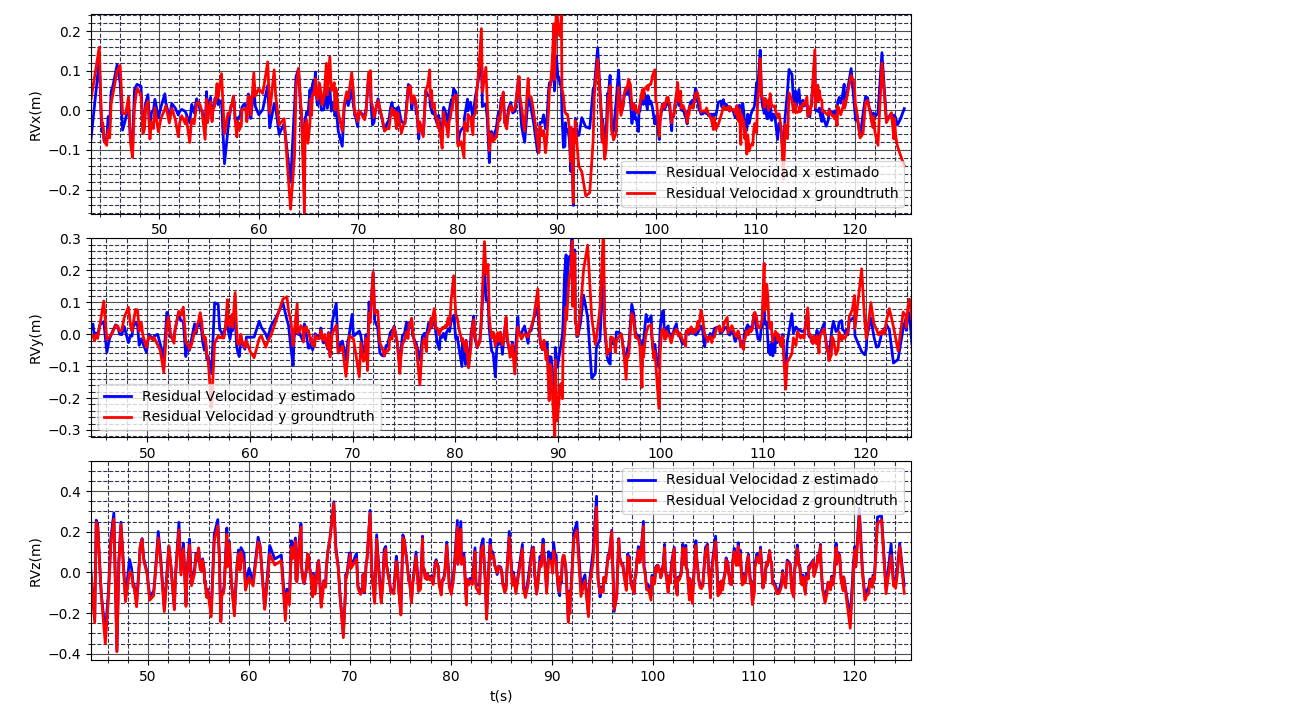 0.2
0.1
0.0
−0.1
−0.2
RVx(m)
Residual Velocidad x estimado
Residual Velocidad x groundtruth
50 60 70 80 90 100 110 120
0.3
0.2
0.1
0.0
−0.1
−0.2
−0.3
RVy(m)
Residual Velocidad y estimado
Residual Velocidad y groundtruth
50 60 70 80 90 100 110 120
0.4
0.2
0.0
−0.2
−0.4
RVz(m)
Residual Velocidad z estimado
Residual Velocidad z groundtruth
50 60 70 80 90 100 110 120
t(s)